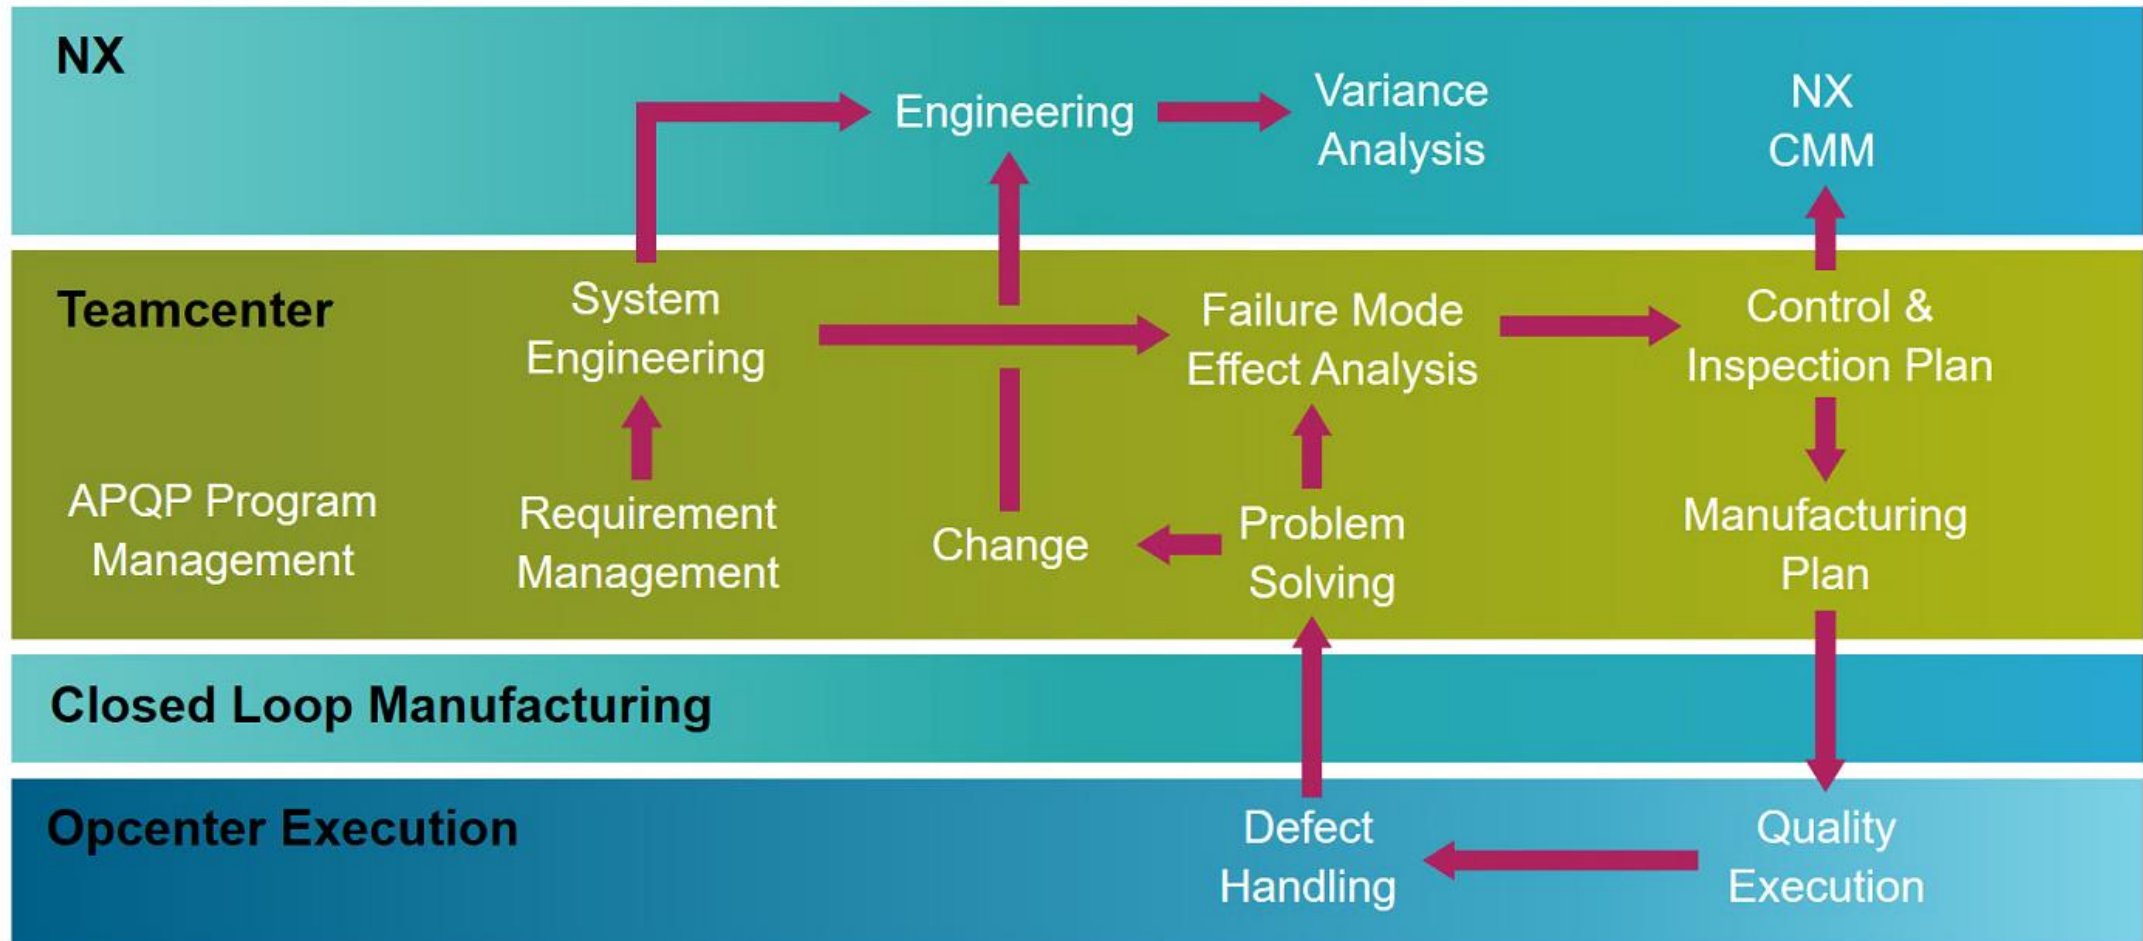 NX
Engineering
Variance
Analysis
NX
CMM
Teamcenter
System
Engineering
Failure Mode
Effect Analysis
Control &
Inspection Plan
APQP Program
Management
Requirement
Management
Change
Problem
Solving
Manufacturing
Plan
Closed Loop Manufacturing
Opcenter Execution
Defect
Handling
Quality
Execution